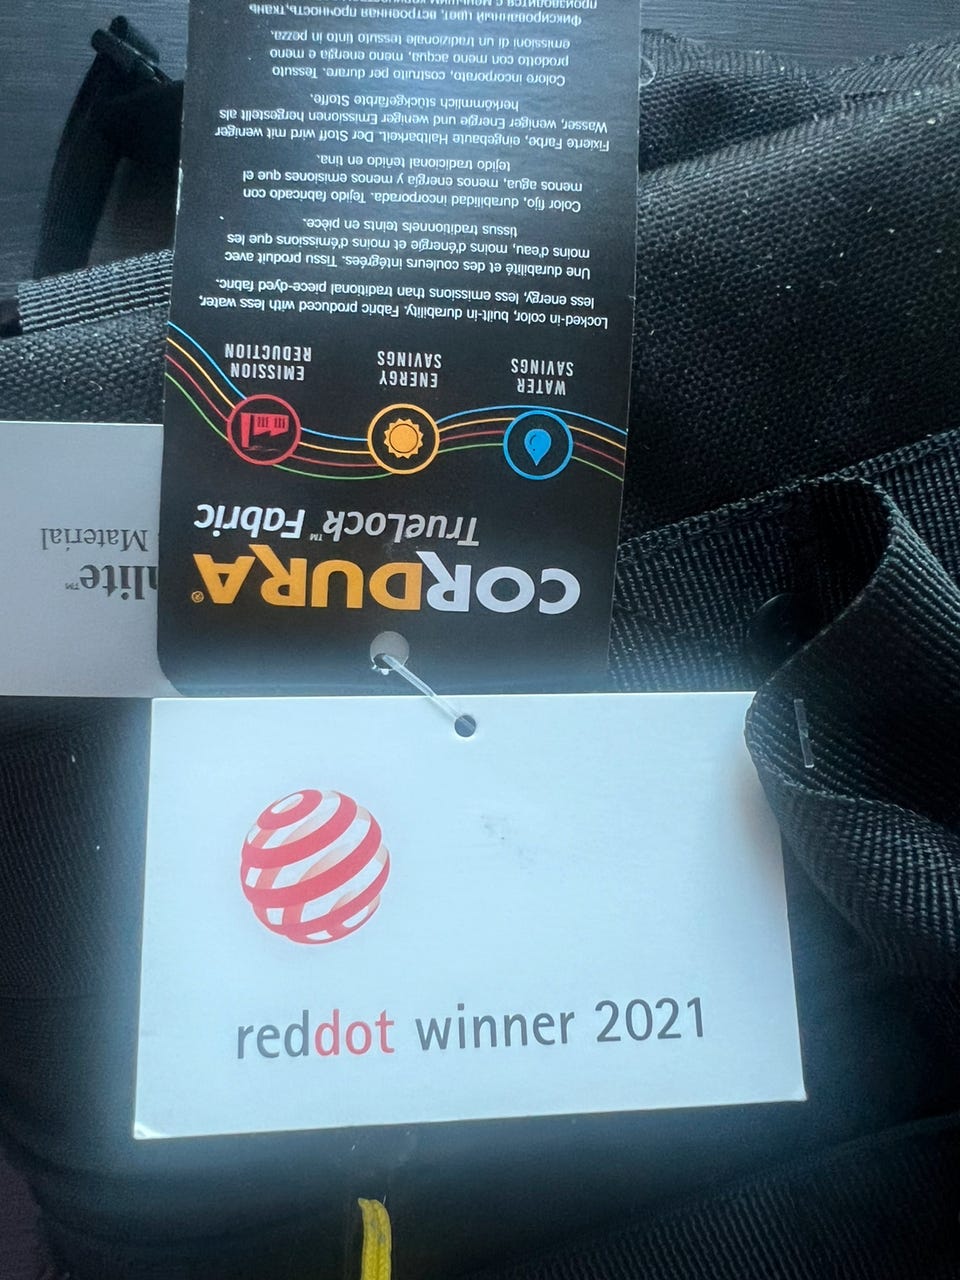 CORDURA®
TrueLock™ Fabric
WATER
SAVINGS
ENERGY
SAVINGS
EMISSION
REDUCTION
Locked-in color, built-in durability. Fabric produced with less water,
less energy, less emissions than traditional piece-dyed fabric.
Une durabilité et des couleurs intégrées. Tissu produit avec
moins d'eau, moins d'énergie et moins d'émissions que les
tissus traditionnels teints en pièce.
Color fijo, durabilidad incorporada. Tejido fabricado con
menos agua, menos energía y menos emisiones que el
tejido tradicional teñido en tina.
Fixierte Farbe, eingebaute Haltbarkeit. Der Stoff wird mit weniger
Wasser, weniger Energie und weniger Emissionen hergestellt als
herkömmlich stückgefärbte Stoffe.
Colore incorporato, costruito per durare. Tessuto
prodotto con meno acqua, meno energia e meno
emissioni di un tradizionale tessuto tinto in pezza.
Фиксированный цвет, встроенная прочность. Ткань,
nlite™
Material
reddot winner 2021